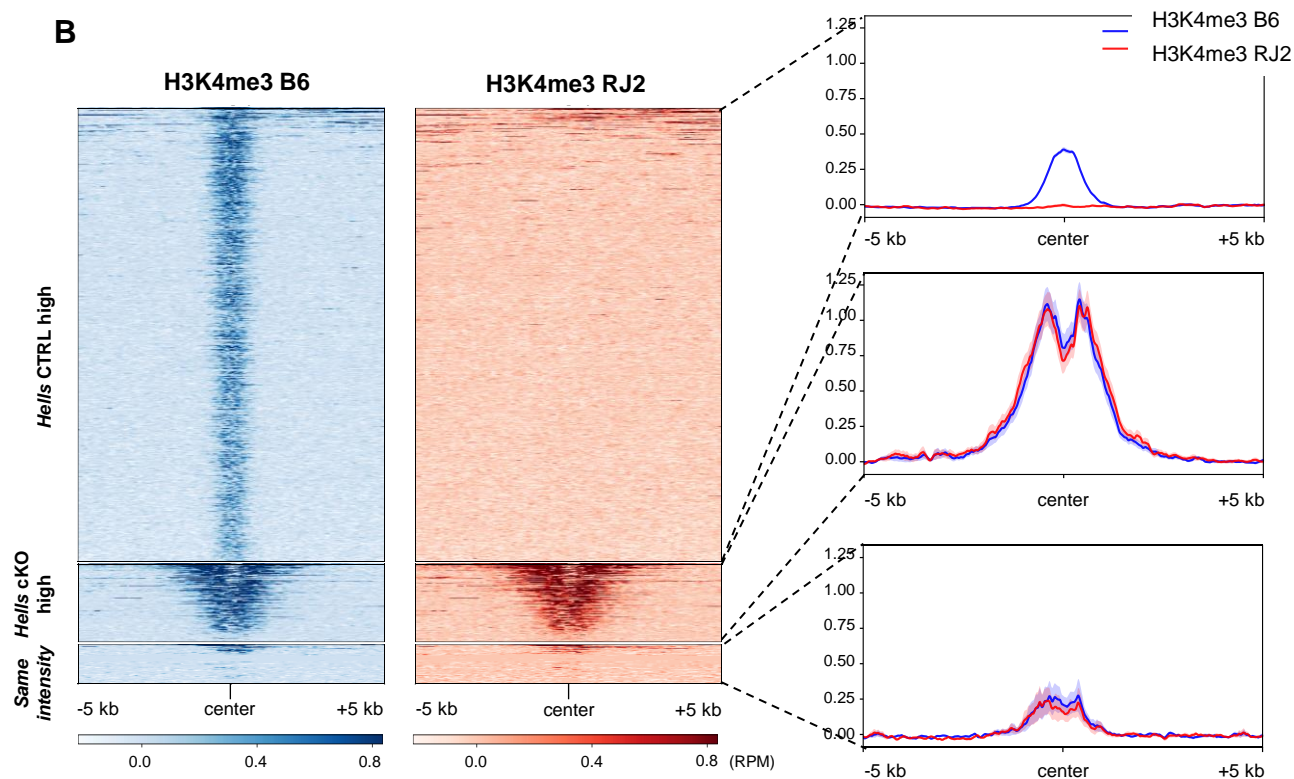 B
H3K4me3 B6
H3K4me3 RJ2
Hells CTRL high
Hells cKO
high
Same
intensity
-5 kb
center
+5 kb
-5 kb
center
+5 kb
0.0
0.4
0.8
0.0
0.4
0.8
(RPM)
H3K4me3 B6
H3K4me3 RJ2
1.25
1.00
0.75
0.50
0.25
0.00
-5 kb
center
+5 kb
1.25
1.00
0.75
0.50
0.25
0.00
-5 kb
center
+5 kb
1.25
1.00
0.75
0.50
0.25
0.00
-5 kb
center
+5 kb